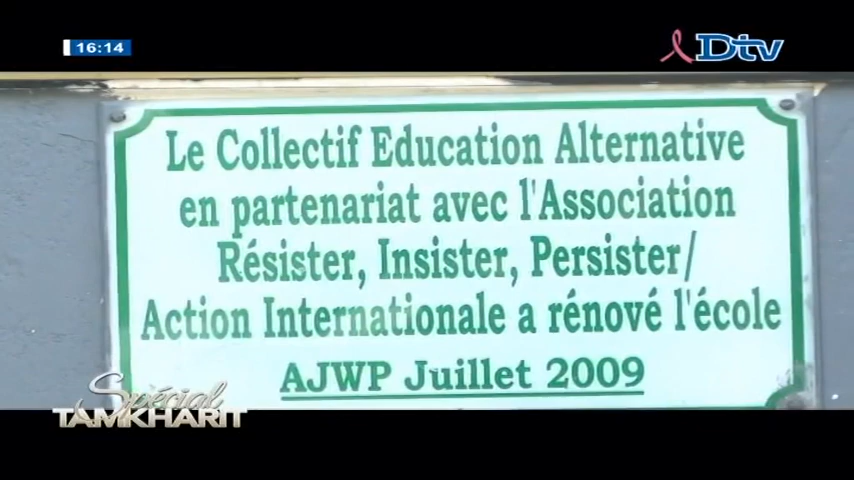 16:14
Dtv
Le Collectif Education Alternative
en partenariat avec l'Association
Résister, Insister, Persister/
Action Internationale a rénové l'école
AJWP Juillet 2009
Spécial
TAMKHARIT